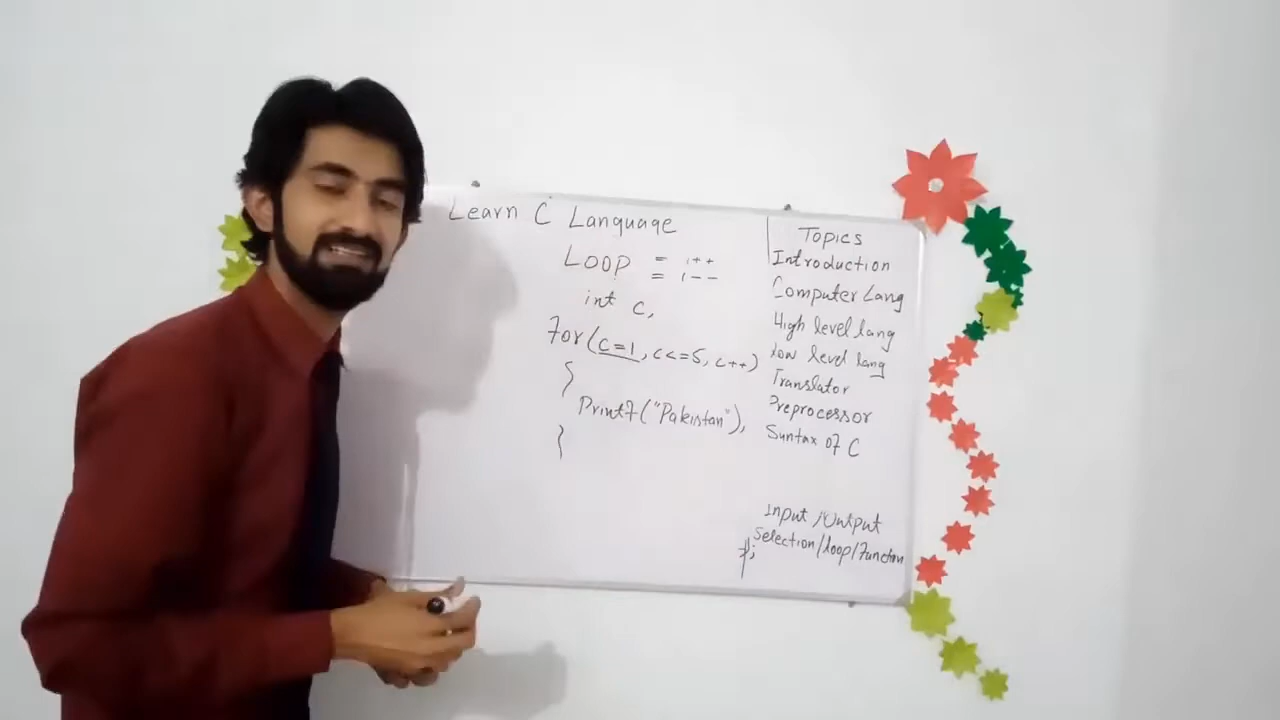 Learn C Language
LOOP = i++
= i--
int c,
for(c=1, c<=5, c++)
{
Printf("Pakistan"),
}
Topics
Introduction
Computer Lang
High level lang
Low level lang
Translator
Preprocessor
Suntax of C
Input /Output
Selection/loop/Function